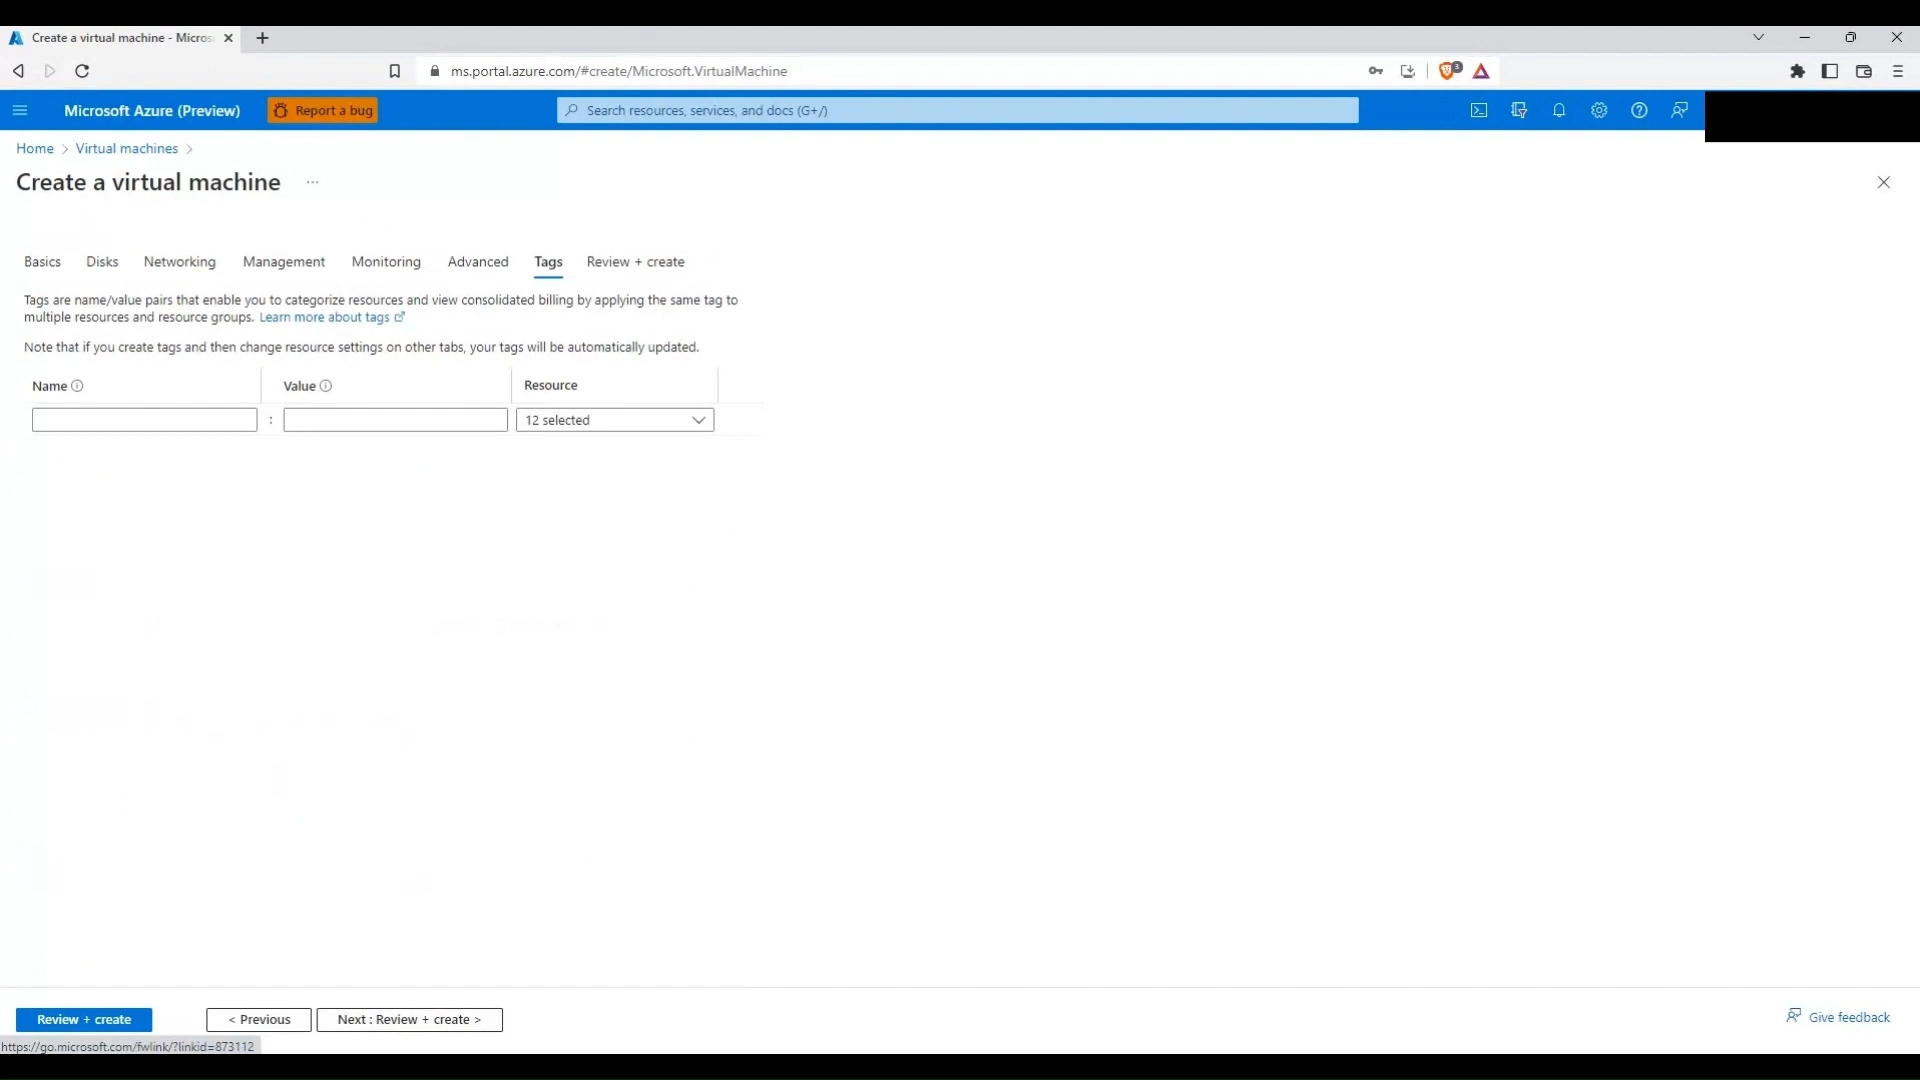 Create a virtual machine - Micros
ms.portal.azure.com/#create/Microsoft.VirtualMachine
3
Microsoft Azure (Preview)
Report a bug
Search resources, services, and docs (G+/)
Home > Virtual machines >
Create a virtual machine ...
Basics Disks Networking Management Monitoring Advanced Tags Review + create
Tags are name/value pairs that enable you to categorize resources and view consolidated billing by applying the same tag to
multiple resources and resource groups. Learn more about tags
Note that if you create tags and then change resource settings on other tabs, your tags will be automatically updated.
Name Value Resource
: 12 selected
Review + create < Previous Next : Review + create > Give feedback
https://go.microsoft.com/fwlink/?linkid=873112